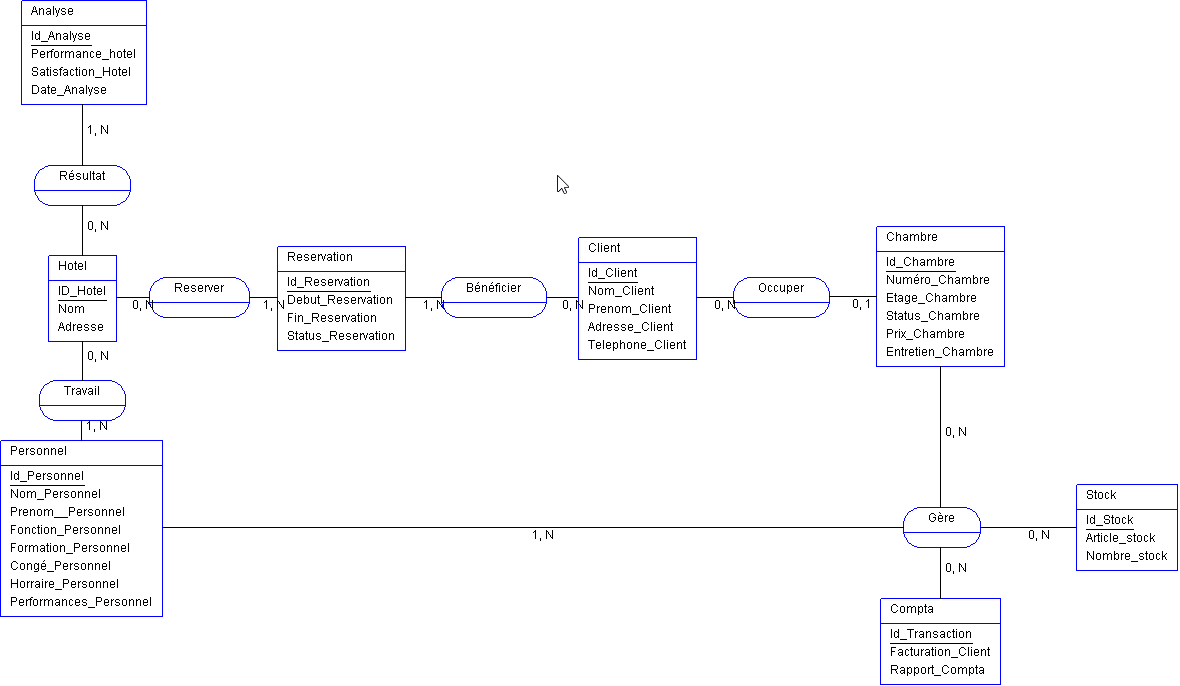 Analyse
Id_Analyse
Performance_hotel
Satisfaction_Hotel
Date_Analyse
1, N
Résultat
0, N
Hotel
ID_Hotel
Nom
Adresse
0, N
Reserver
1, N
Reservation
Id_Reservation
Debut_Reservation
Fin_Reservation
Status_Reservation
1, N
Bénéficier
0, N
Client
Id_Client
Nom_Client
Prenom_Client
Adresse_Client
Telephone_Client
0, N
Occuper
0, 1
Chambre
Id_Chambre
Numéro_Chambre
Etage_Chambre
Status_Chambre
Prix_Chambre
Entretien_Chambre
0, N
Travail
1, N
Personnel
Id_Personnel
Nom_Personnel
Prenom__Personnel
Fonction_Personnel
Formation_Personnel
Congé_Personnel
Horraire_Personnel
Performances_Personnel
1, N
0, N
Gère
0, N
Stock
Id_Stock
Article_stock
Nombre_stock
0, N
Compta
Id_Transaction
Facturation_Client
Rapport_Compta